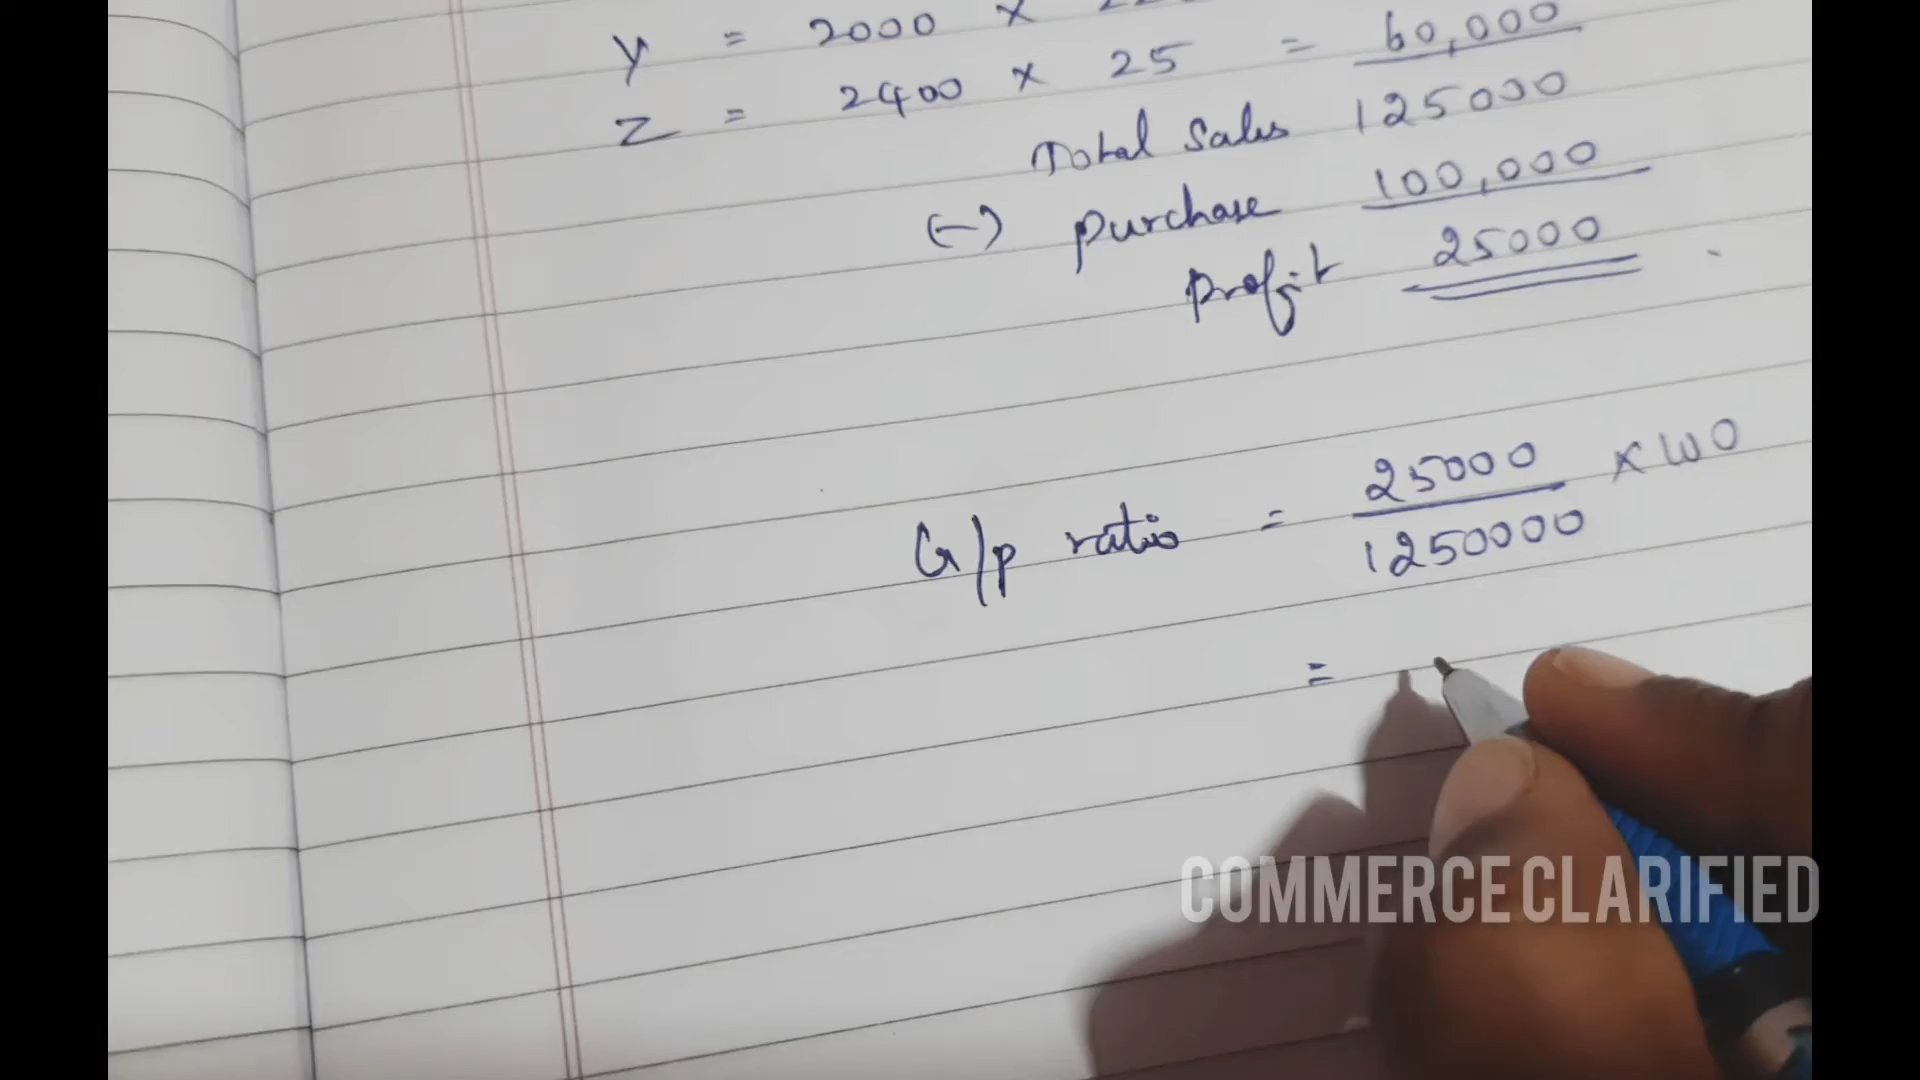 Y = 2000 ×
Z = 2400 × 25 = 60,000
Total Sales 125000
(-) Purchase 100,000
Profit 25000
G/p ratio = 25000 × 100
1250000
=
COMMERCE CLARIFIED